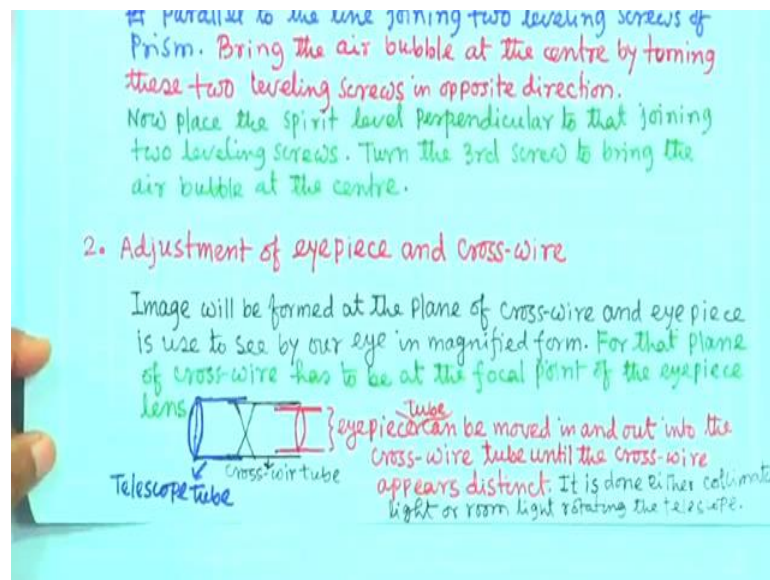 parallel to the line joining two leveling screws of
Prism. Bring the air bubble at the centre by turning
these two leveling screws in opposite direction.
Now place the spirit level perpendicular to that joining
two leveling screws. Turn the 3rd screw to bring the
air bubble at the centre.
2. Adjustment of eyepiece and cross-wire
Image will be formed at the plane of cross-wire and eyepiece
is use to see by our eye in magnified form. For that plane
of cross-wire has to be at the focal point of the eyepiece
lens
tube
eyepiece can be moved in and out into the
cross-wire tube until the cross-wire
appears distinct. It is done either collimate
light or room light rotating the telescope.
cross-wir tube
Telescope tube